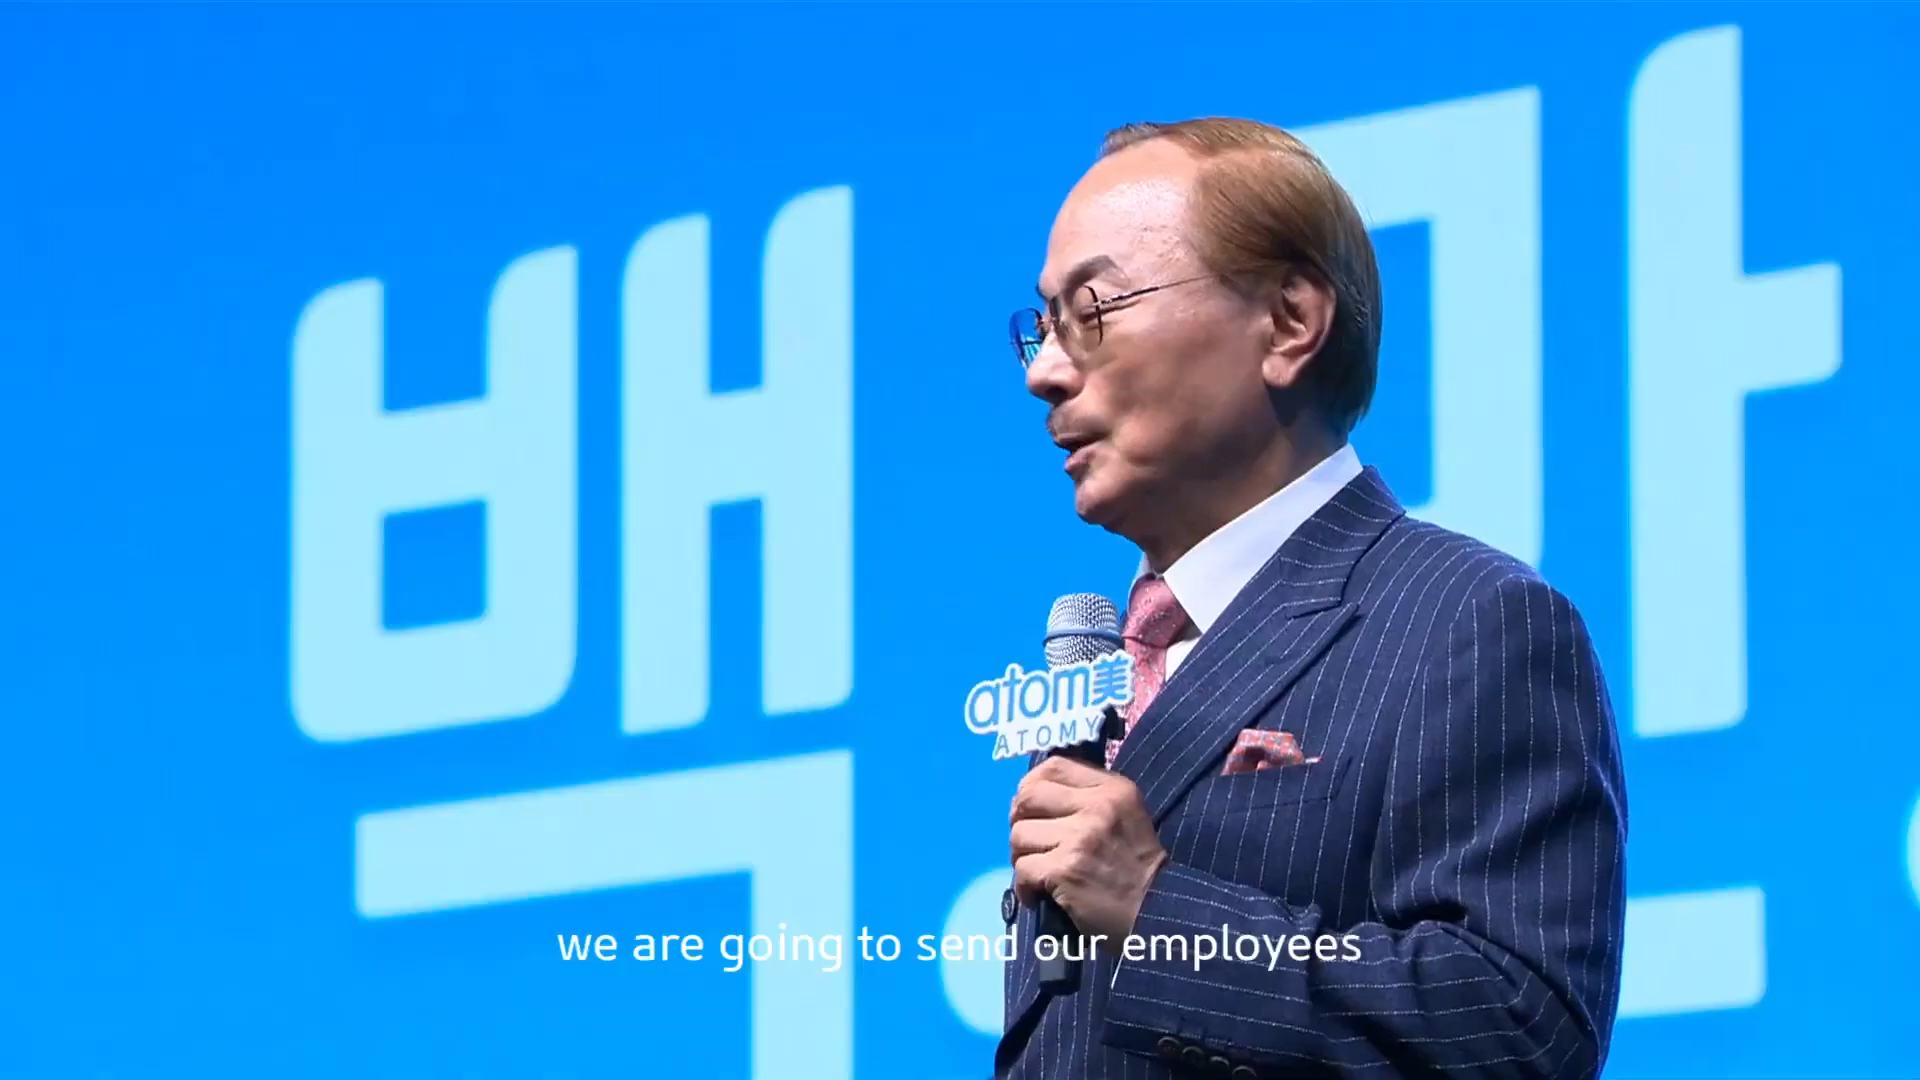 백
atom美
ATOMY
we are going to send our employees